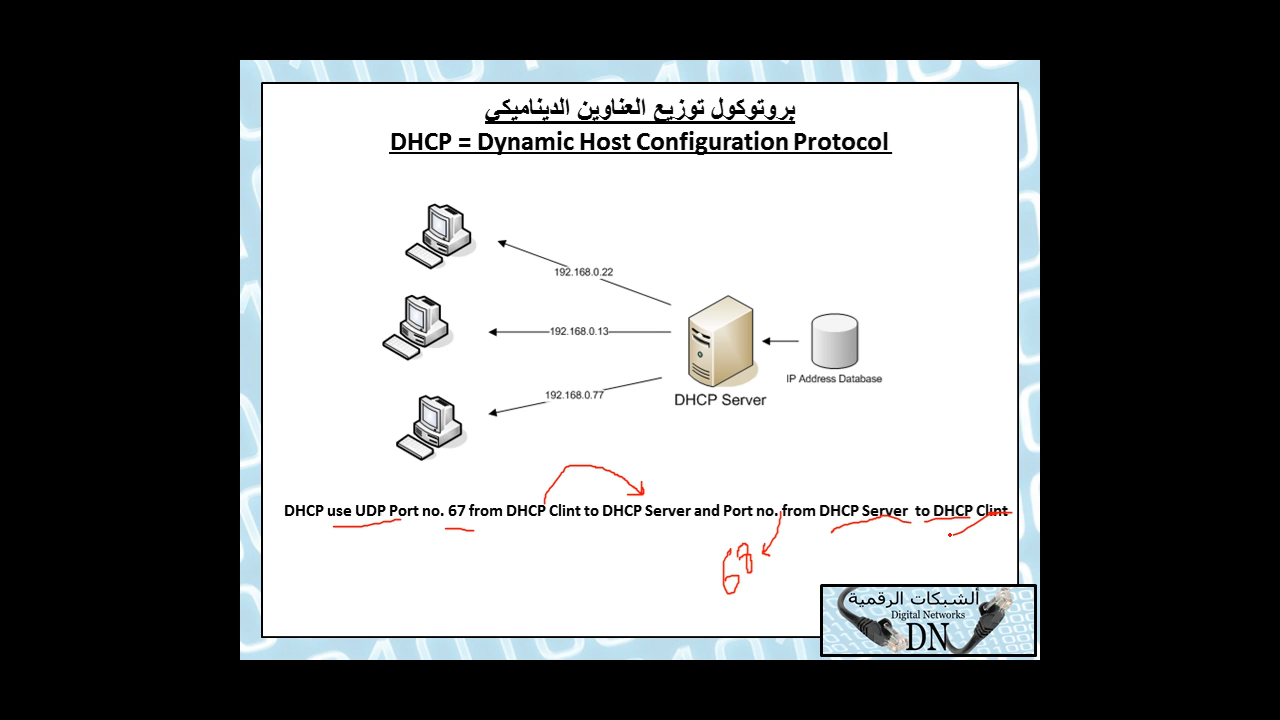 بروتوكول توزيع العناوين الديناميكي
DHCP = Dynamic Host Configuration Protocol
192.168.0.22
192.168.0.13
192.168.0.77
DHCP Server
IP Address Database
DHCP use UDP Port no. 67 from DHCP Clint to DHCP Server and Port no. from DHCP Server to DHCP Clint
68
ألشبكات الرقمية
Digital Networks
DN